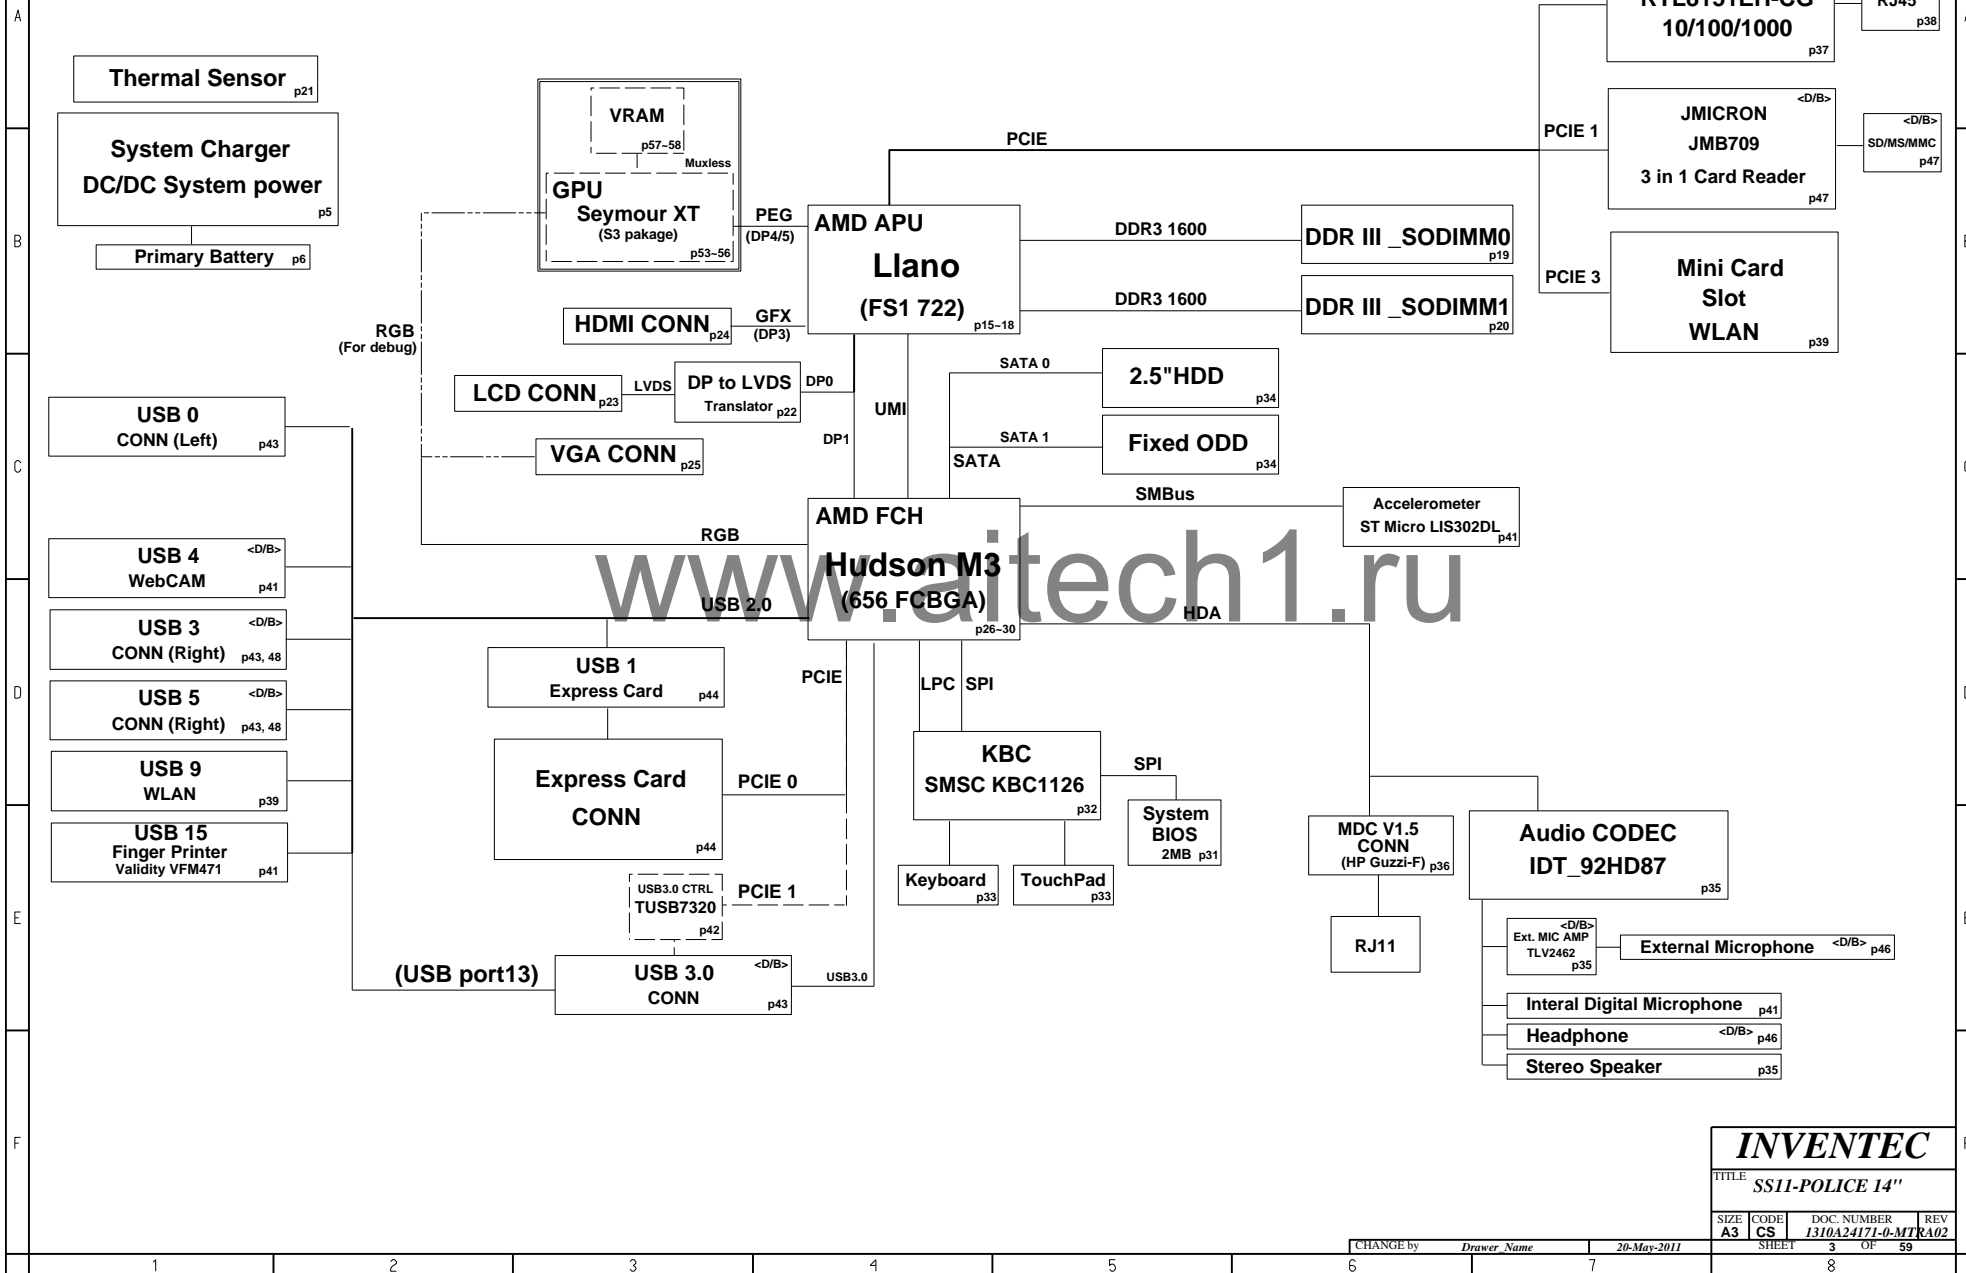 A
10/100/1000
p37
p38
Thermal Sensor
p21
System Charger
DC/DC System power
p5
Primary Battery p6
VRAM
p57~58
Muxless
GPU
Seymour XT
(S3 pakage)
p53~56
PEG
(DP4/5)
AMD APU
Llano
(FS1 722)
p15~18
PCIE
DDR3 1600
DDR III _SODIMM0
p19
DDR3 1600
DDR III _SODIMM1
p20
PCIE 1
JMICRON
<D/B>
JMB709
3 in 1 Card Reader
p47
<D/B>
SD/MS/MMC
p47
PCIE 3
Mini Card
Slot
WLAN
p39
B
HDMI CONN p24
GFX
(DP3)
RGB
(For debug)
LCD CONN p23
LVDS
DP to LVDS
Translator p22
DP0
DP1
UMI
SATA 0
2.5"HDD
p34
SATA 1
Fixed ODD
p34
SATA
VGA CONN p25
C
USB 0
CONN (Left) p43
USB 4 <D/B>
WebCAM p41
USB 3 <D/B>
CONN (Right) p43, 48
USB 5 <D/B>
CONN (Right) p43, 48
USB 9
WLAN p39
USB 15
Finger Printer
Validity VFM471 p41
D
RGB
AMD FCH
Hudson M3
(656 FCBGA)
p26~30
www.aitech1.ru
USB 2.0
SMBus
Accelerometer
ST Micro LIS302DL
p41
HDA
USB 1
Express Card p44
PCIE
LPC SPI
Express Card
CONN
p44
PCIE 0
KBC
SMSC KBC1126
p32
SPI
System
BIOS
2MB p31
Keyboard
p33
TouchPad
p33
USB3.0 CTRL
TUSB7320
p42
PCIE 1
(USB port13)
USB 3.0 <D/B>
CONN p43
USB3.0
MDC V1.5
CONN
(HP Guzzi-F) p36
RJ11
Audio CODEC
IDT_92HD87
p35
<D/B>
Ext. MIC AMP
TLV2462
p35
External Microphone <D/B> p46
Interal Digital Microphone p41
Headphone <D/B> p46
Stereo Speaker p35
E
F
INVENTEC
TITLE SS11-POLICE 14"
SIZE CODE DOC. NUMBER REV
A3 CS 1310A24171-0-MTRA02
CHANGE by Drawer_Name 20-May-2011 SHEET 3 OF 59
1 2 3 4 5 6 7 8